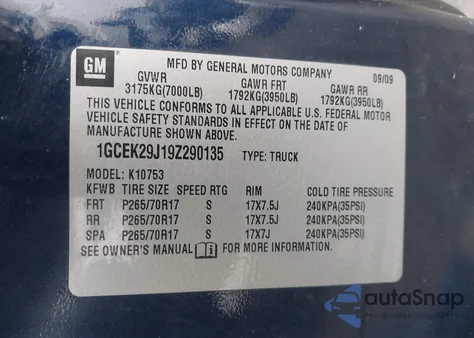 GM
MFD BY GENERAL MOTORS COMPANY 09/09
GVWR GAWR FRT GAWR RR
3175KG(7000LB) 1792KG(3950LB) 1792KG(3950LB)
THIS VEHICLE CONFORMS TO ALL APPLICABLE U.S. FEDERAL MOTOR
VEHICLE SAFETY STANDARDS IN EFFECT ON THE DATE OF MANUFACTURE
SHOWN ABOVE.
1GCEK29J19Z290135 TYPE: TRUCK
MODEL: K10753
KFWB TIRE SIZE SPEED RTG RIM COLD TIRE PRESSURE
FRT P265/70R17 S 17X7.5J 240KPA(35PSI)
RR P265/70R17 S 17X7.5J 240KPA(35PSI)
SPA P265/70R17 S 17X7J 240KPA(35PSI)
SEE OWNER'S MANUAL i FOR MORE INFORMATION.
autoSnap